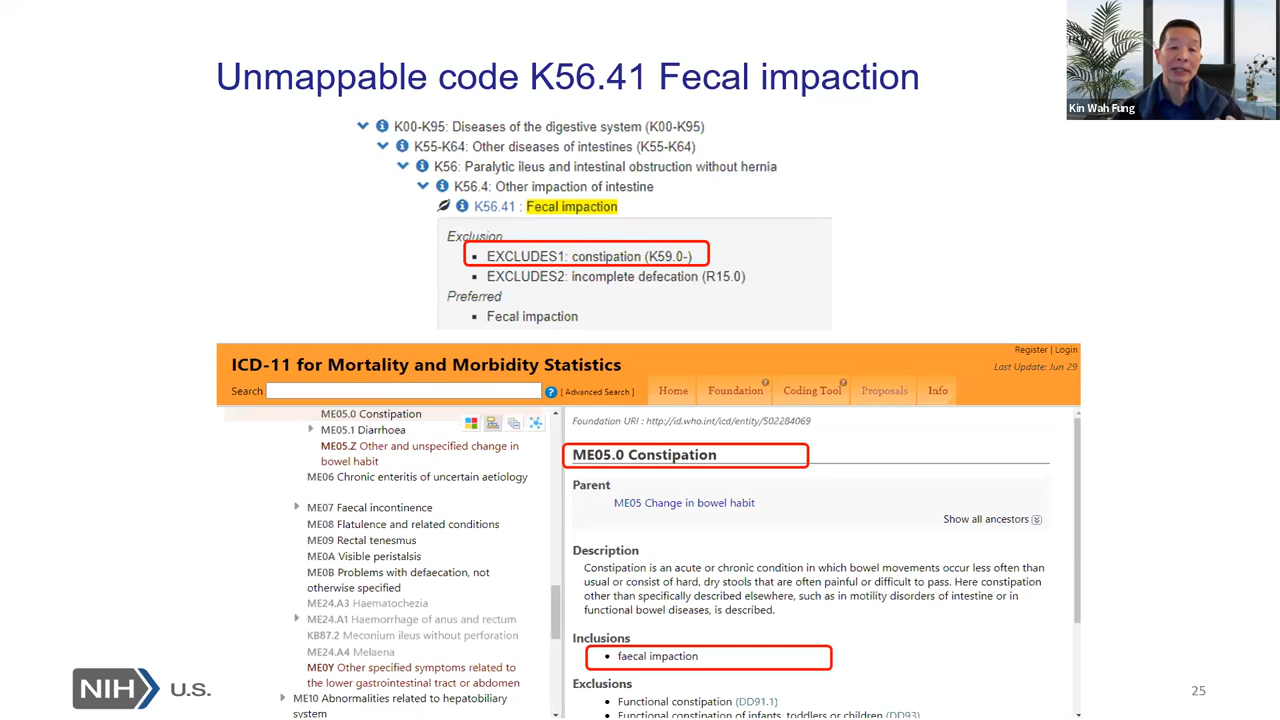 Unmappable code K56.41 Fecal impaction
Kin Wah Fung
K00-K95: Diseases of the digestive system (K00-K95)
K55-K64: Other diseases of intestines (K55-K64)
K56: Paralytic ileus and intestinal obstruction without hernia
K56.4: Other impaction of intestine
K56.41 : Fecal impaction
Exclusion
EXCLUDES1: constipation (K59.0-)
EXCLUDES2: incomplete defecation (R15.0)
Preferred
Fecal impaction
Register | Login
ICD-11 for Mortality and Morbidity Statistics
Last Update: Jun 29
Search
? [ Advanced Search ]
Home
Foundation ?
Coding Tool ?
Proposals
Info
ME05.0 Constipation
ME05.1 Diarrhoea
ME05.Z Other and unspecified change in
bowel habit
ME06 Chronic enteritis of uncertain aetiology
ME07 Faecal incontinence
ME08 Flatulence and related conditions
ME09 Rectal tenesmus
ME0A Visible peristalsis
ME0B Problems with defaecation, not
otherwise specified
ME24.A3 Haematochezia
ME24.A1 Haemorrhage of anus and rectum
KB87.2 Meconium ileus without perforation
ME24.A4 Melaena
ME0Y Other specified symptoms related to
the lower gastrointestinal tract or abdomen
ME10 Abnormalities related to hepatobiliary
system
Foundation URI : http://id.who.int/icd/entity/502284069
ME05.0 Constipation
Parent
ME05 Change in bowel habit
Show all ancestors
Description
Constipation is an acute or chronic condition in which bowel movements occur less often than
usual or consist of hard, dry stools that are often painful or difficult to pass. Here constipation
other than specifically described elsewhere, such as in motility disorders of intestine or in
functional bowel diseases, is described.
Inclusions
faecal impaction
Exclusions
Functional constipation (DD91.1)
Functional constipation of infants, toddlers or children (DD93)
NIH U.S.
25